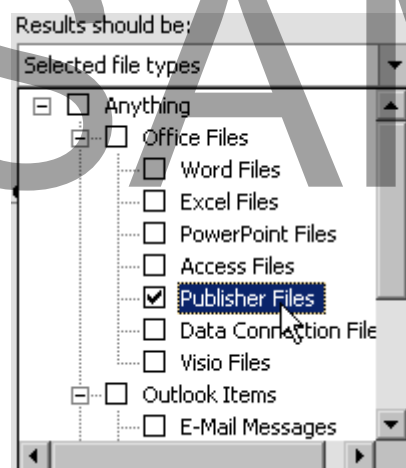 Results should be:
Selected file types
Anything
Office Files
Word Files
Excel Files
PowerPoint Files
Access Files
Publisher Files
Data Connection File
Visio Files
Outlook Items
E-Mail Messages